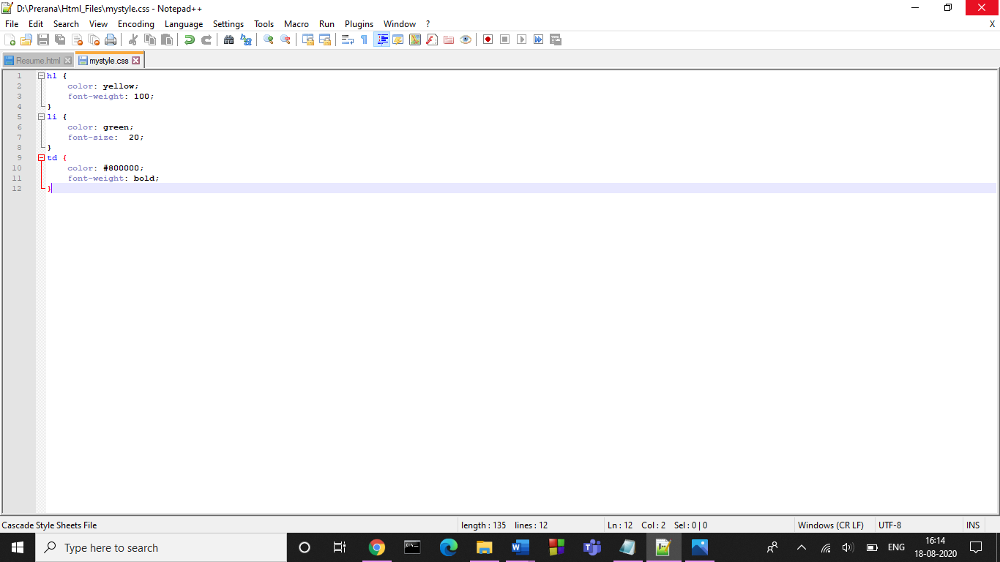 D:\Prerana\Html_Files\mystyle.css - Notepad++
File Edit Search View Encoding Language Settings Tools Macro Run Plugins Window ? X
Resume.html mystyle.css
1 h1 {
2 color: yellow;
3 font-weight: 100;
4 }
5 li {
6 color: green;
7 font-size:  20;
8 }
9 td {
10 color: #800000;
11 font-weight: bold;
12 }
Cascade Style Sheets File length : 135 lines : 12 Ln : 12 Col : 2 Sel : 0 | 0 Windows (CR LF) UTF-8 INS
Type here to search ENG 16:14
18-08-2020